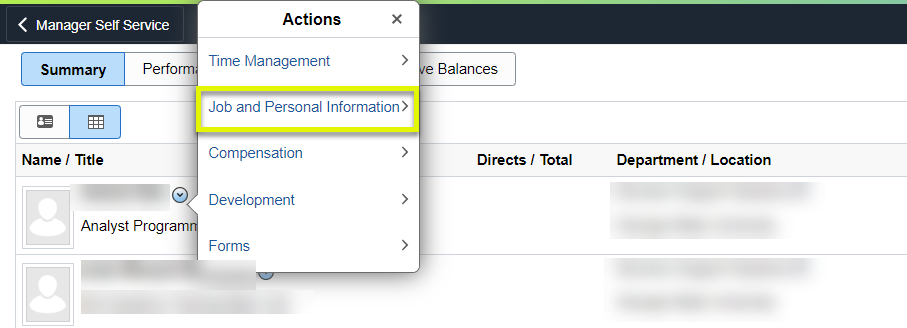 Manager Self Service
Actions
Time Management
Summary
Performa
ve Balances
Job and Personal Information
Name / Title
Directs / Total
Department / Location
Compensation
Development
Analyst Programm
Forms